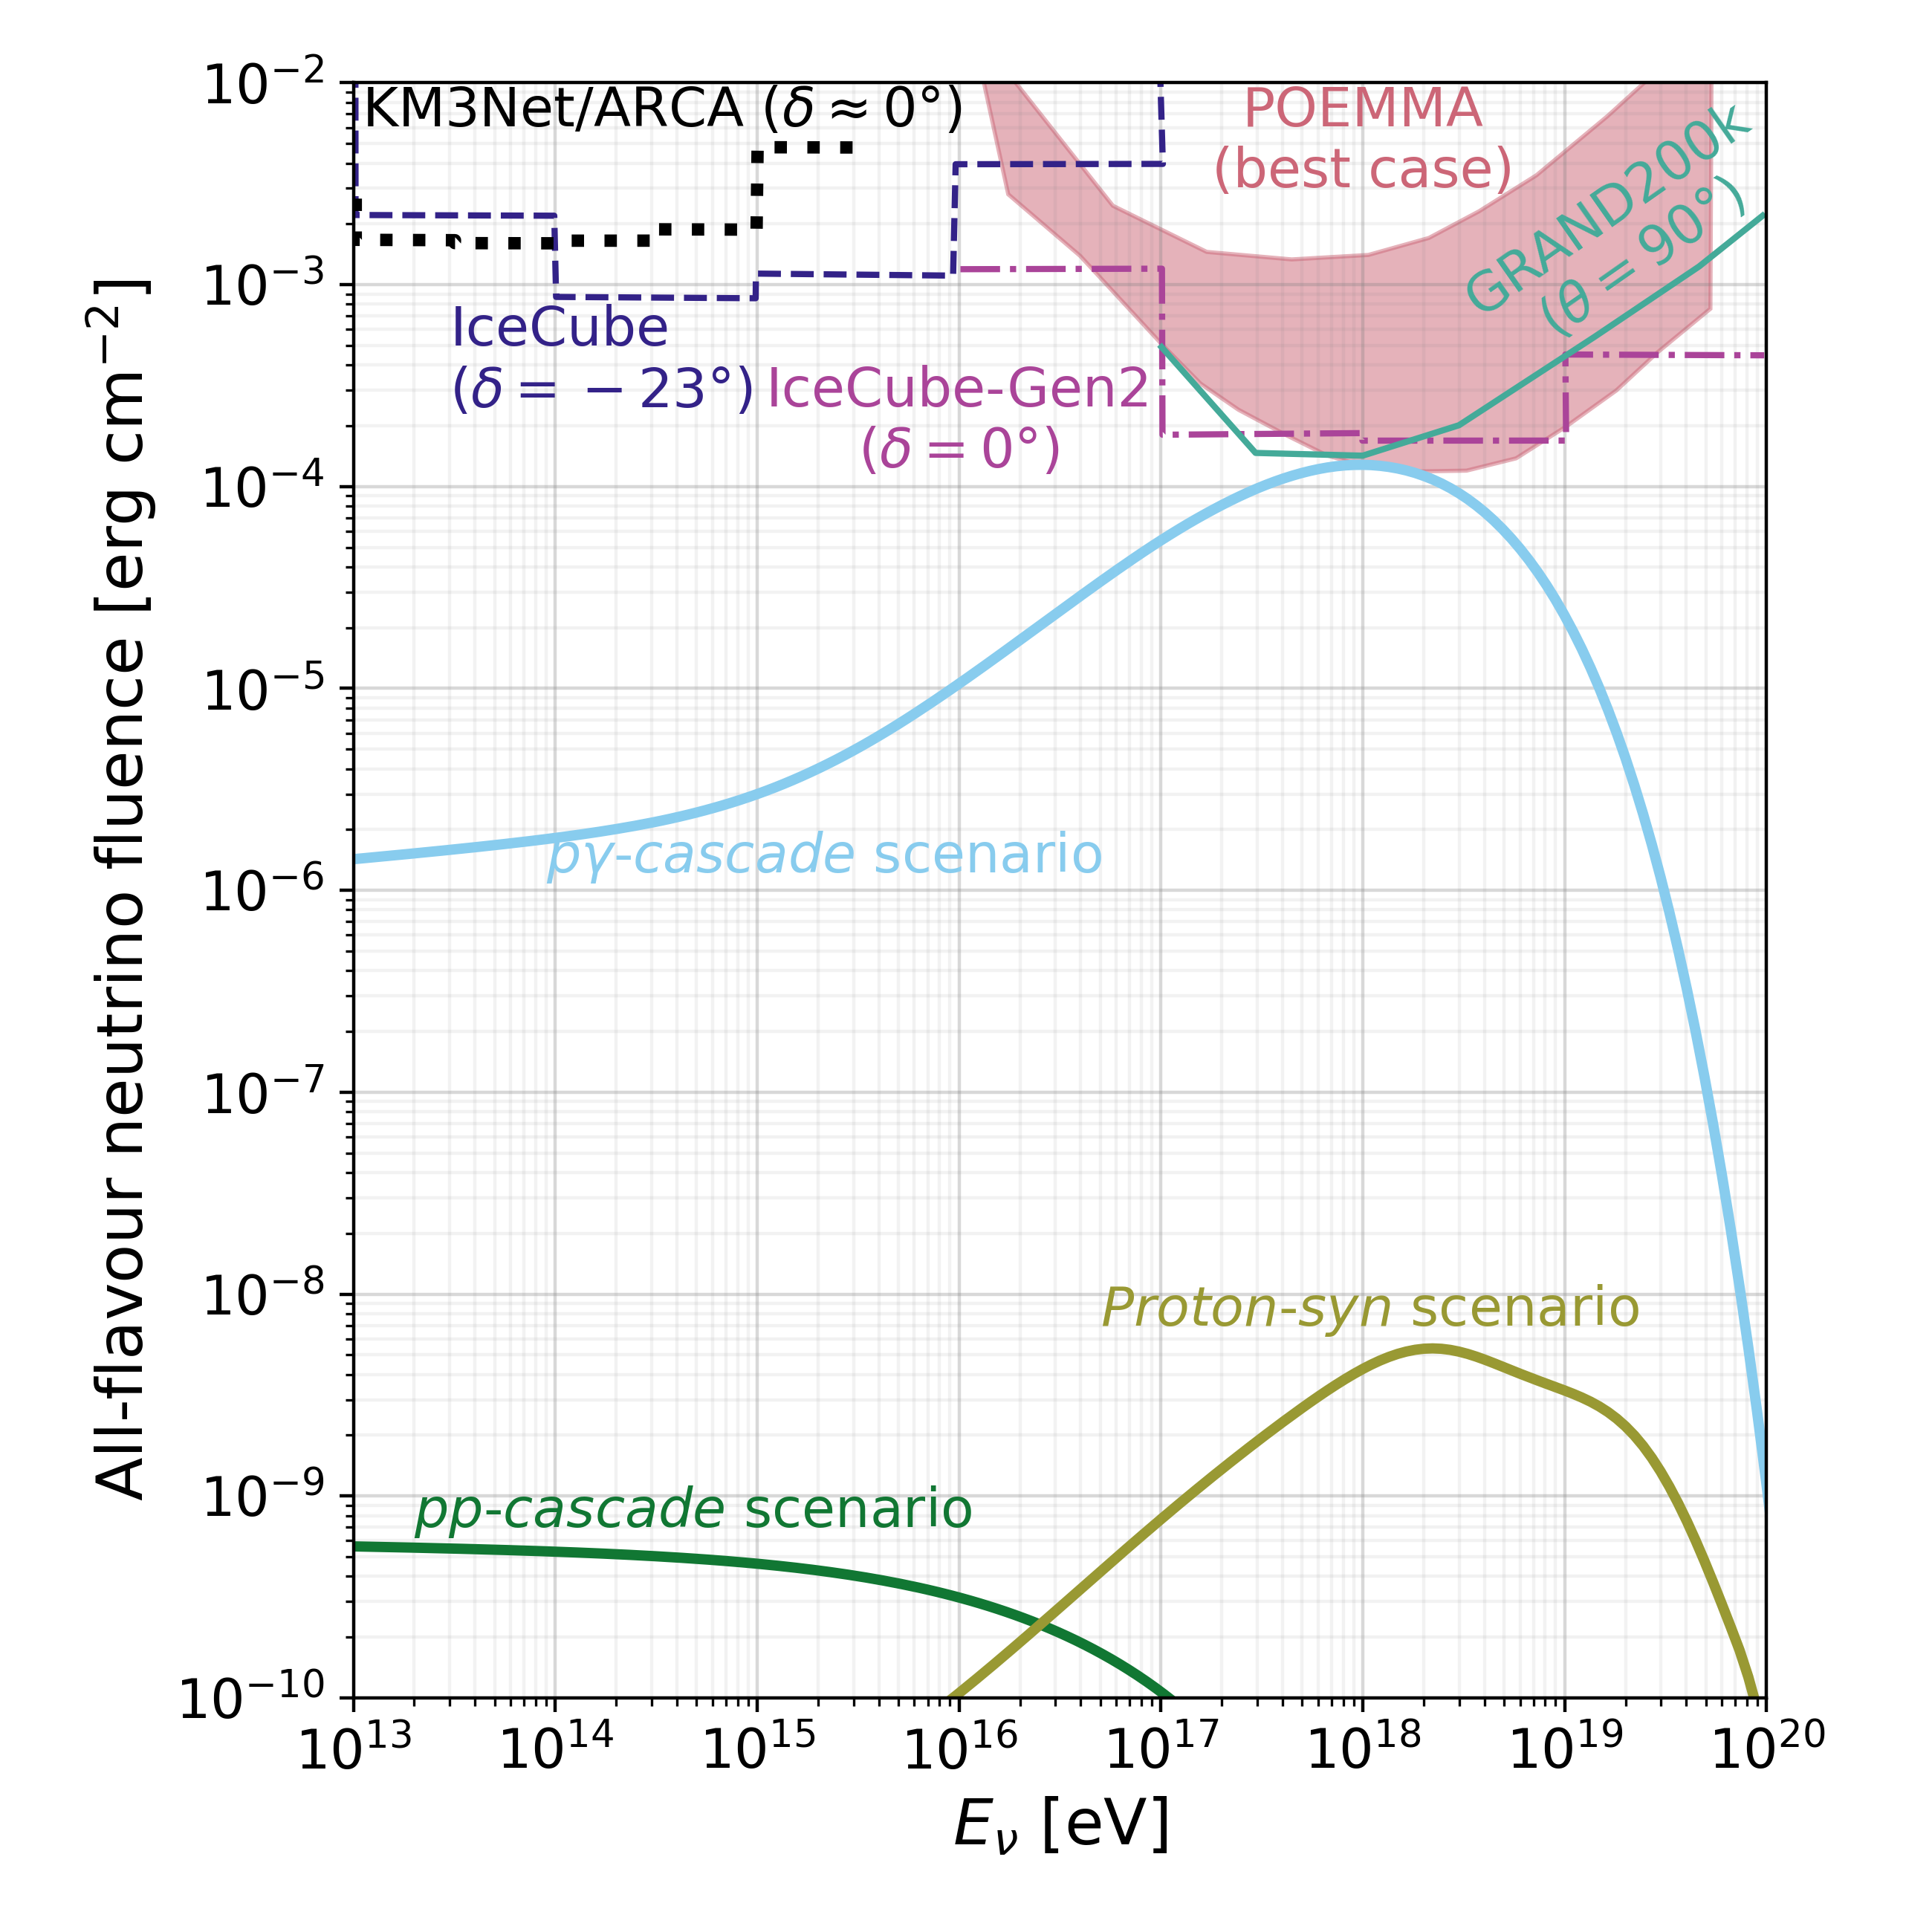 10⁻²
10⁻³
10⁻⁴
10⁻⁵
10⁻⁶
10⁻⁷
10⁻⁸
10⁻⁹
10⁻¹⁰
All-flavour neutrino fluence [erg cm⁻²]
KM3Net/ARCA (δ ≈ 0°)
POEMMA
(best case)
GRAND200k
(θ = 90°)
IceCube
(δ = −23°)
IceCube-Gen2
(δ = 0°)
pγ-cascade scenario
Proton-syn scenario
pp-cascade scenario
10¹³ 10¹⁴ 10¹⁵ 10¹⁶ 10¹⁷ 10¹⁸ 10¹⁹ 10²⁰
Eᵥ [eV]